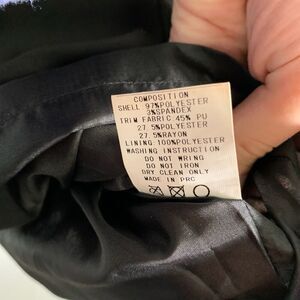 COMPOSITION
SHELL 97%POLYESTER
3%SPANDEX
TRIM FABRIC:45% PU
27.5%POLYESTER
27.5%RAYON
LINING 100%POLYESTER
WASHING INSTRUCTION
DO NOT WRING
DO NOT IRON
DRY CLEAN ONLY
MADE IN PRC